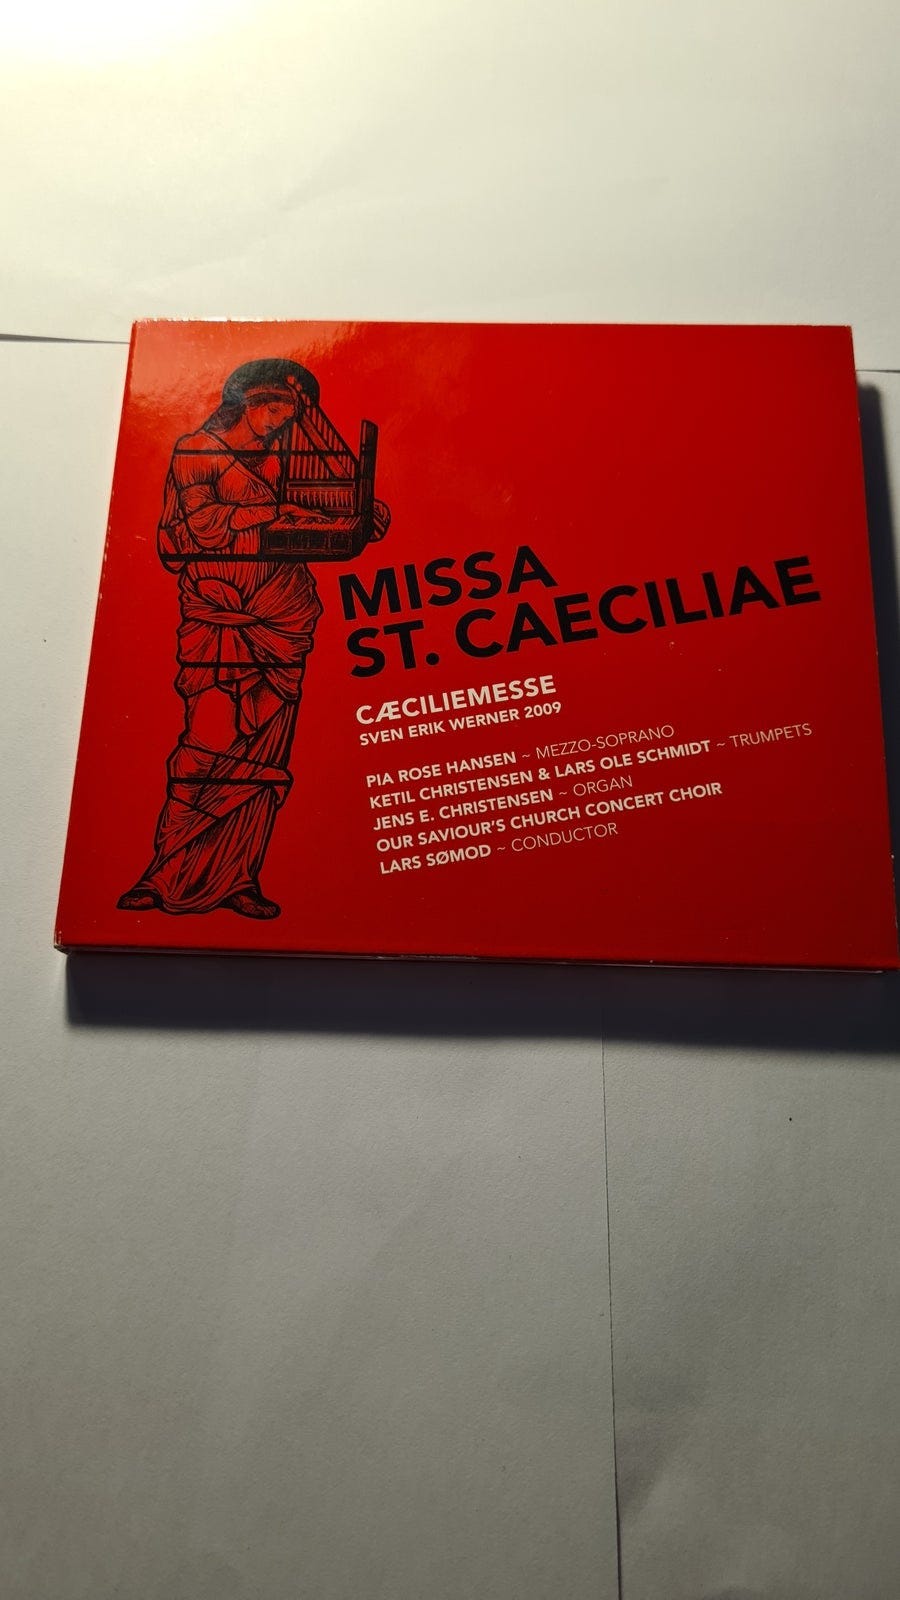 MISSA
ST. CAECILIAE
CÆCILIEMESSE
SVEN ERIK WERNER 2009
PIA ROSE HANSEN ~ MEZZO-SOPRANO
KETIL CHRISTENSEN & LARS OLE SCHMIDT ~ TRUMPETS
JENS E. CHRISTENSEN ~ ORGAN
OUR SAVIOUR'S CHURCH CONCERT CHOIR
LARS SØMOD ~ CONDUCTOR